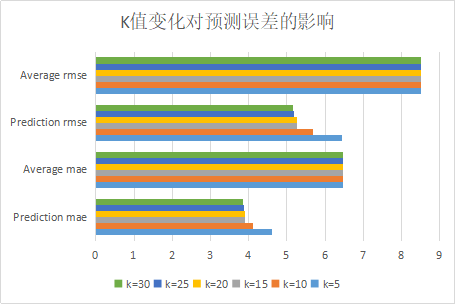 K值变化对预测误差的影响
Average rmse
Prediction rmse
Average mae
Prediction mae
0 1 2 3 4 5 6 7 8 9
k=30 k=25 k=20 k=15 k=10 k=5